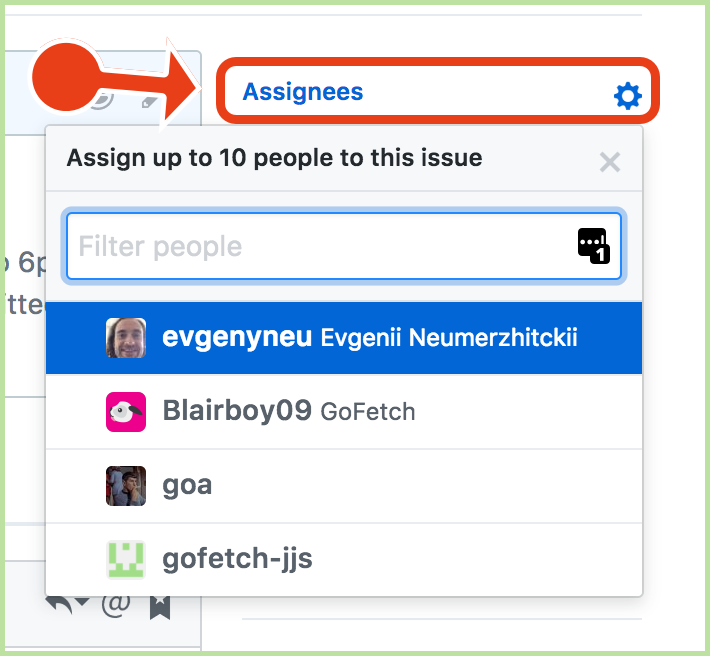 Assignees
Assign up to 10 people to this issue
Filter people
1
evgenyneu Evgenii Neumerzhitckii
Blairboy09 GoFetch
goa
gofetch-jjs
@